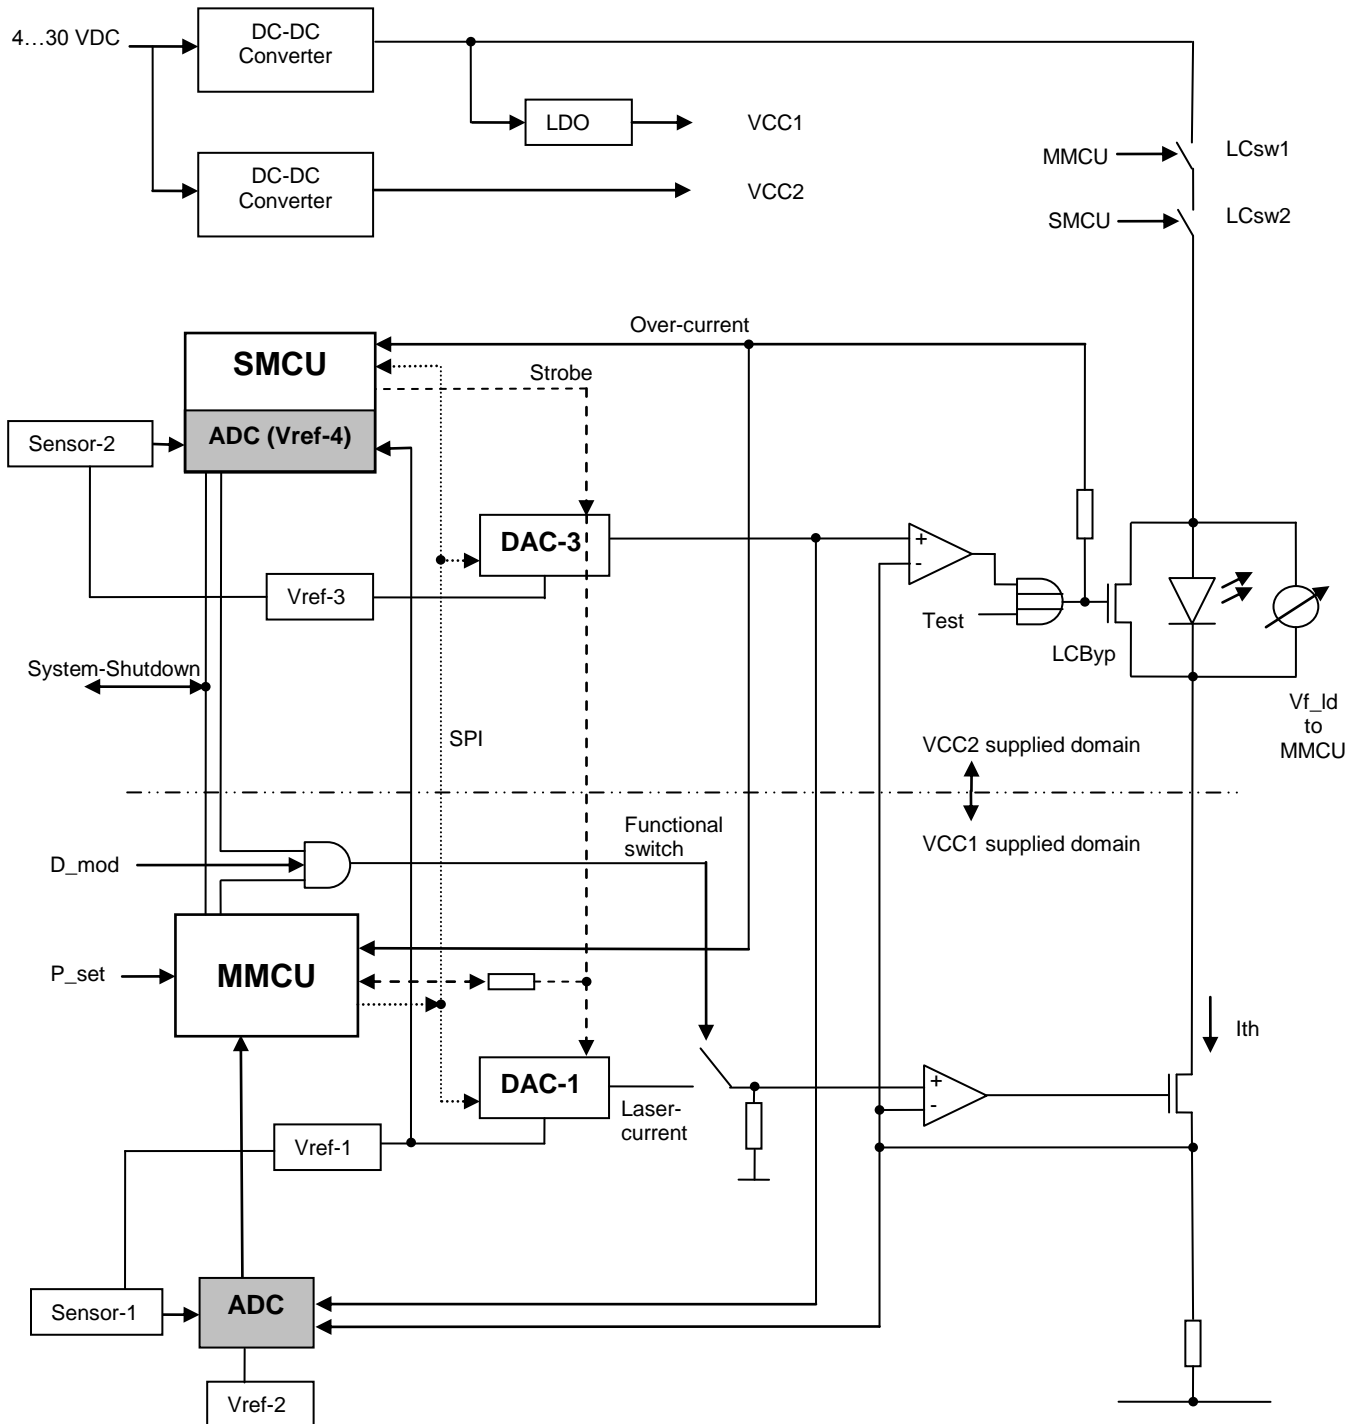 4…30 VDC
DC-DC
Converter
LDO
VCC1
MMCU
LCsw1
DC-DC
Converter
VCC2
SMCU
LCsw2
Over-current
SMCU
Strobe
ADC (Vref-4)
Sensor-2
DAC-3
+
-
Vref-3
Test
LCByp
System-Shutdown
Vf_ld
to
MMCU
SPI
VCC2 supplied domain
Functional
switch
VCC1 supplied domain
D_mod
P_set
MMCU
Ith
DAC-1
+
-
Laser-
current
Vref-1
Sensor-1
ADC
Vref-2